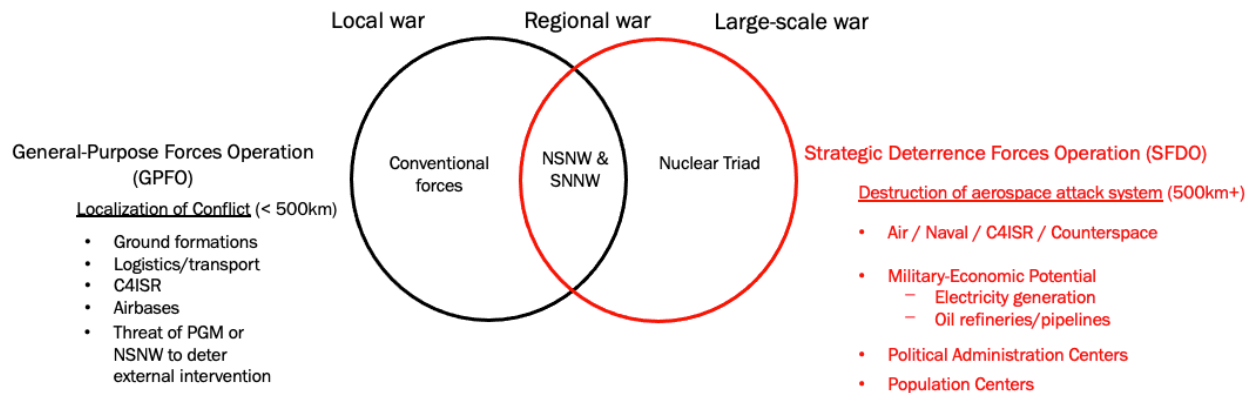 Local war
Regional war
Large-scale war
General-Purpose Forces Operation
(GPFO)
Localization of Conflict (< 500km)
• Ground formations
• Logistics/transport
• C4ISR
• Airbases
• Threat of PGM or
NSNW to deter
external intervention
Conventional
forces
NSNW &
SNNW
Nuclear Triad
Strategic Deterrence Forces Operation (SFDO)
Destruction of aerospace attack system (500km+)
• Air / Naval / C4ISR / Counterspace
• Military-Economic Potential
– Electricity generation
– Oil refineries/pipelines
• Political Administration Centers
• Population Centers